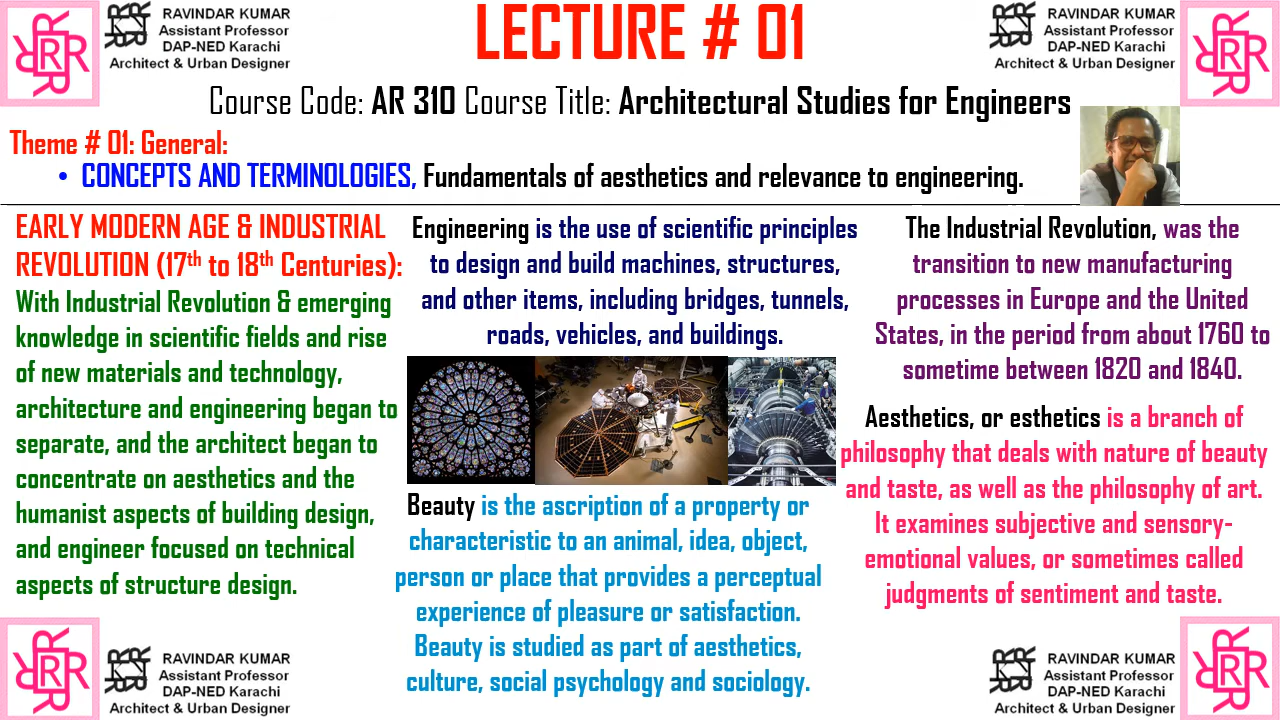 RAVINDAR KUMAR
Assistant Professor
DAP-NED Karachi
Architect & Urban Designer
LECTURE # 01
RAVINDAR KUMAR
Assistant Professor
DAP-NED Karachi
Architect & Urban Designer
Course Code: AR 310 Course Title: Architectural Studies for Engineers
Theme # 01: General:
• CONCEPTS AND TERMINOLOGIES, Fundamentals of aesthetics and relevance to engineering.
EARLY MODERN AGE & INDUSTRIAL
REVOLUTION (17th to 18th Centuries):
With Industrial Revolution & emerging
knowledge in scientific fields and rise
of new materials and technology,
architecture and engineering began to
separate, and the architect began to
concentrate on aesthetics and the
humanist aspects of building design,
and engineer focused on technical
aspects of structure design.
Engineering is the use of scientific principles
to design and build machines, structures,
and other items, including bridges, tunnels,
roads, vehicles, and buildings.
Beauty is the ascription of a property or
characteristic to an animal, idea, object,
person or place that provides a perceptual
experience of pleasure or satisfaction.
Beauty is studied as part of aesthetics,
culture, social psychology and sociology.
The Industrial Revolution, was the
transition to new manufacturing
processes in Europe and the United
States, in the period from about 1760 to
sometime between 1820 and 1840.
Aesthetics, or esthetics is a branch of
philosophy that deals with nature of beauty
and taste, as well as the philosophy of art.
It examines subjective and sensory-
emotional values, or sometimes called
judgments of sentiment and taste.
RAVINDAR KUMAR
Assistant Professor
DAP-NED Karachi
Architect & Urban Designer
RAVINDAR KUMAR
Assistant Professor
DAP-NED Karachi
Architect & Urban Designer